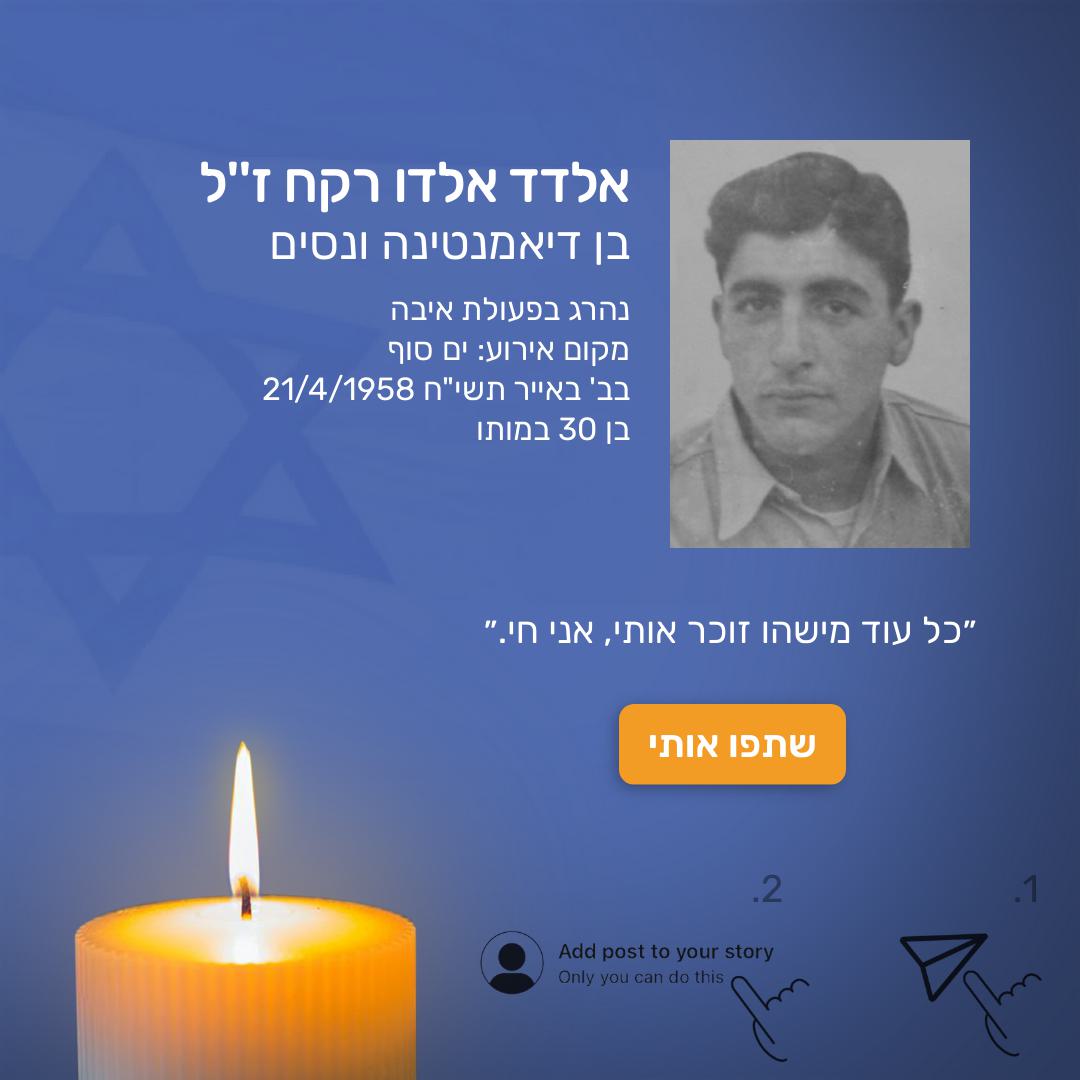 אלדד אלדו רקח ז"ל
בן דיאמנטינה ונסים
נהרג בפעולת איבה
מקום אירוע: ים סוף
בב' באייר תשי"ח 21/4/1958
בן 30 במותו
״כל עוד מישהו זוכר אותי, אני חי.״
שתפו אותי
1.
2.
Add post to your story
Only you can do this